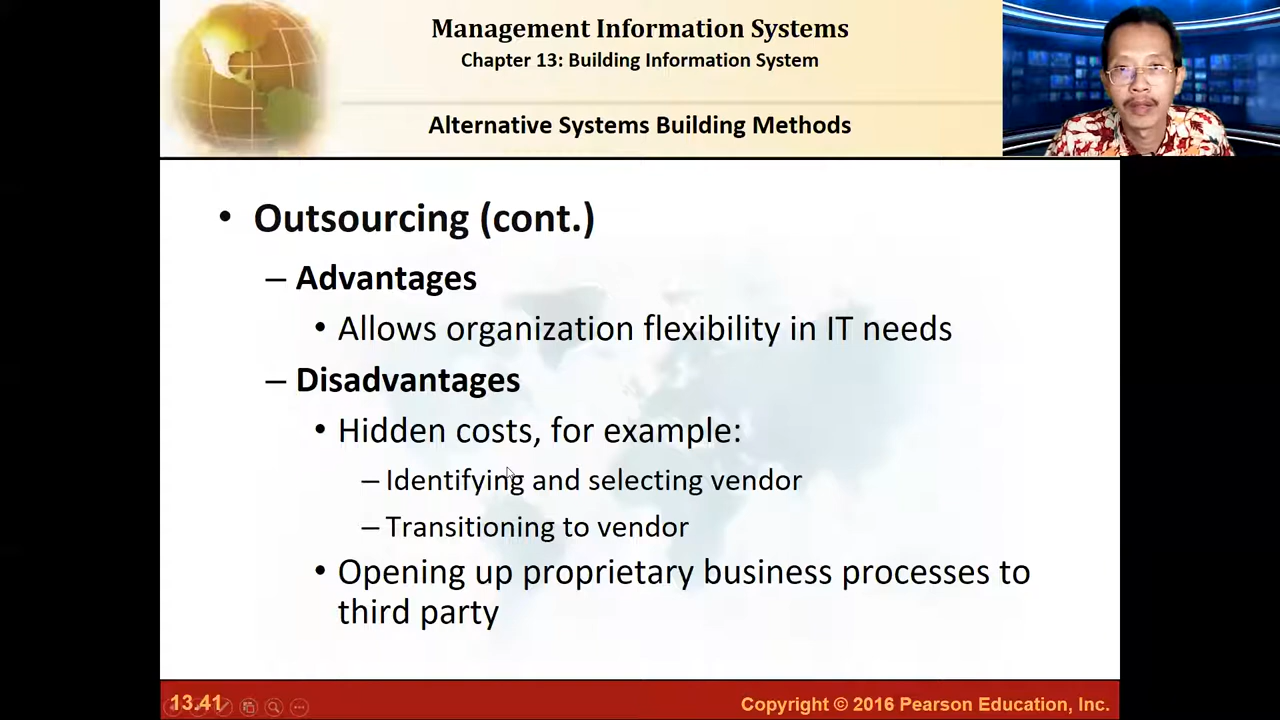 Management Information Systems
Chapter 13: Building Information System
Alternative Systems Building Methods
• Outsourcing (cont.)
– Advantages
• Allows organization flexibility in IT needs
– Disadvantages
• Hidden costs, for example:
– Identifying and selecting vendor
– Transitioning to vendor
• Opening up proprietary business processes to
third party
13.41
Copyright © 2016 Pearson Education, Inc.